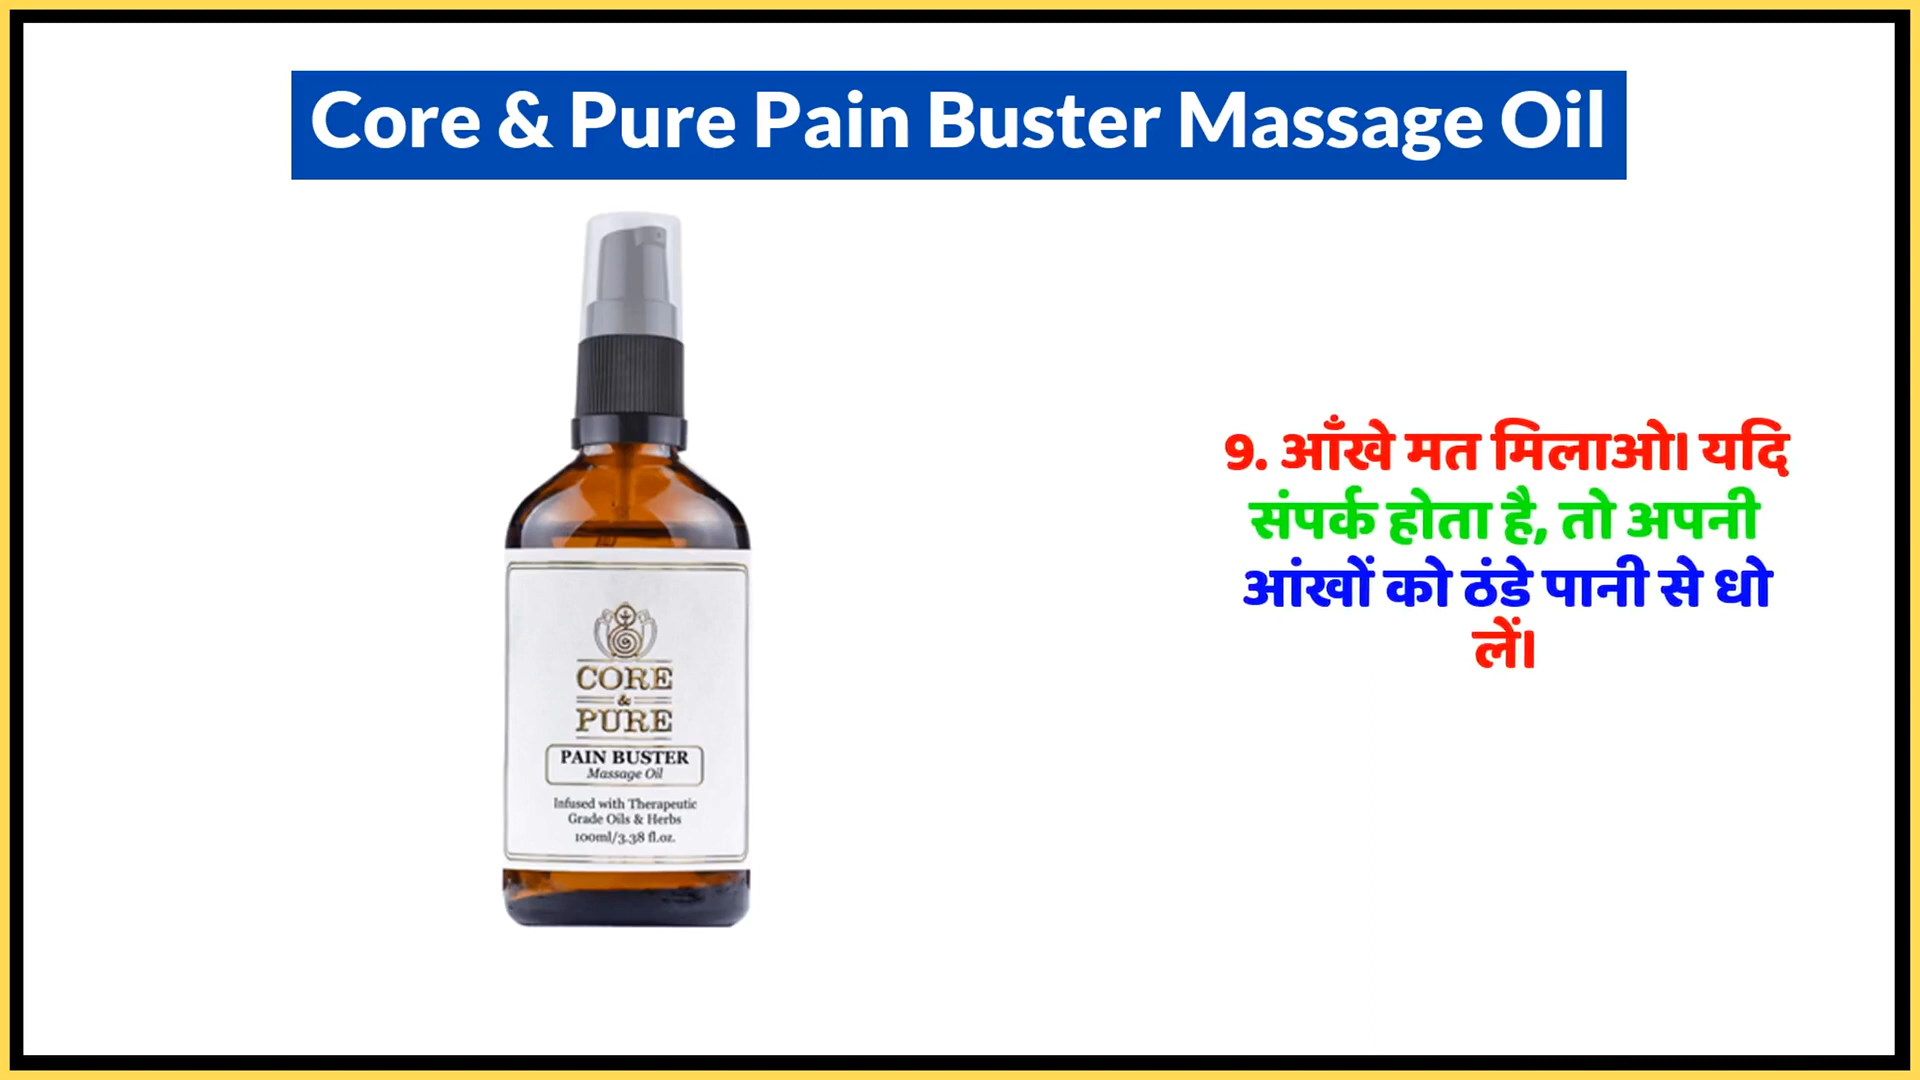 Core & Pure Pain Buster Massage Oil
9. आँखे मत मिलाओ। यदि
संपर्क होता है, तो अपनी
आंखों को ठंडे पानी से धो
लें।
CORE
&
PURE
PAIN BUSTER
Massage Oil
Infused with Therapeutic
Grade Oils & Herbs
100ml/3.38 fl.oz.